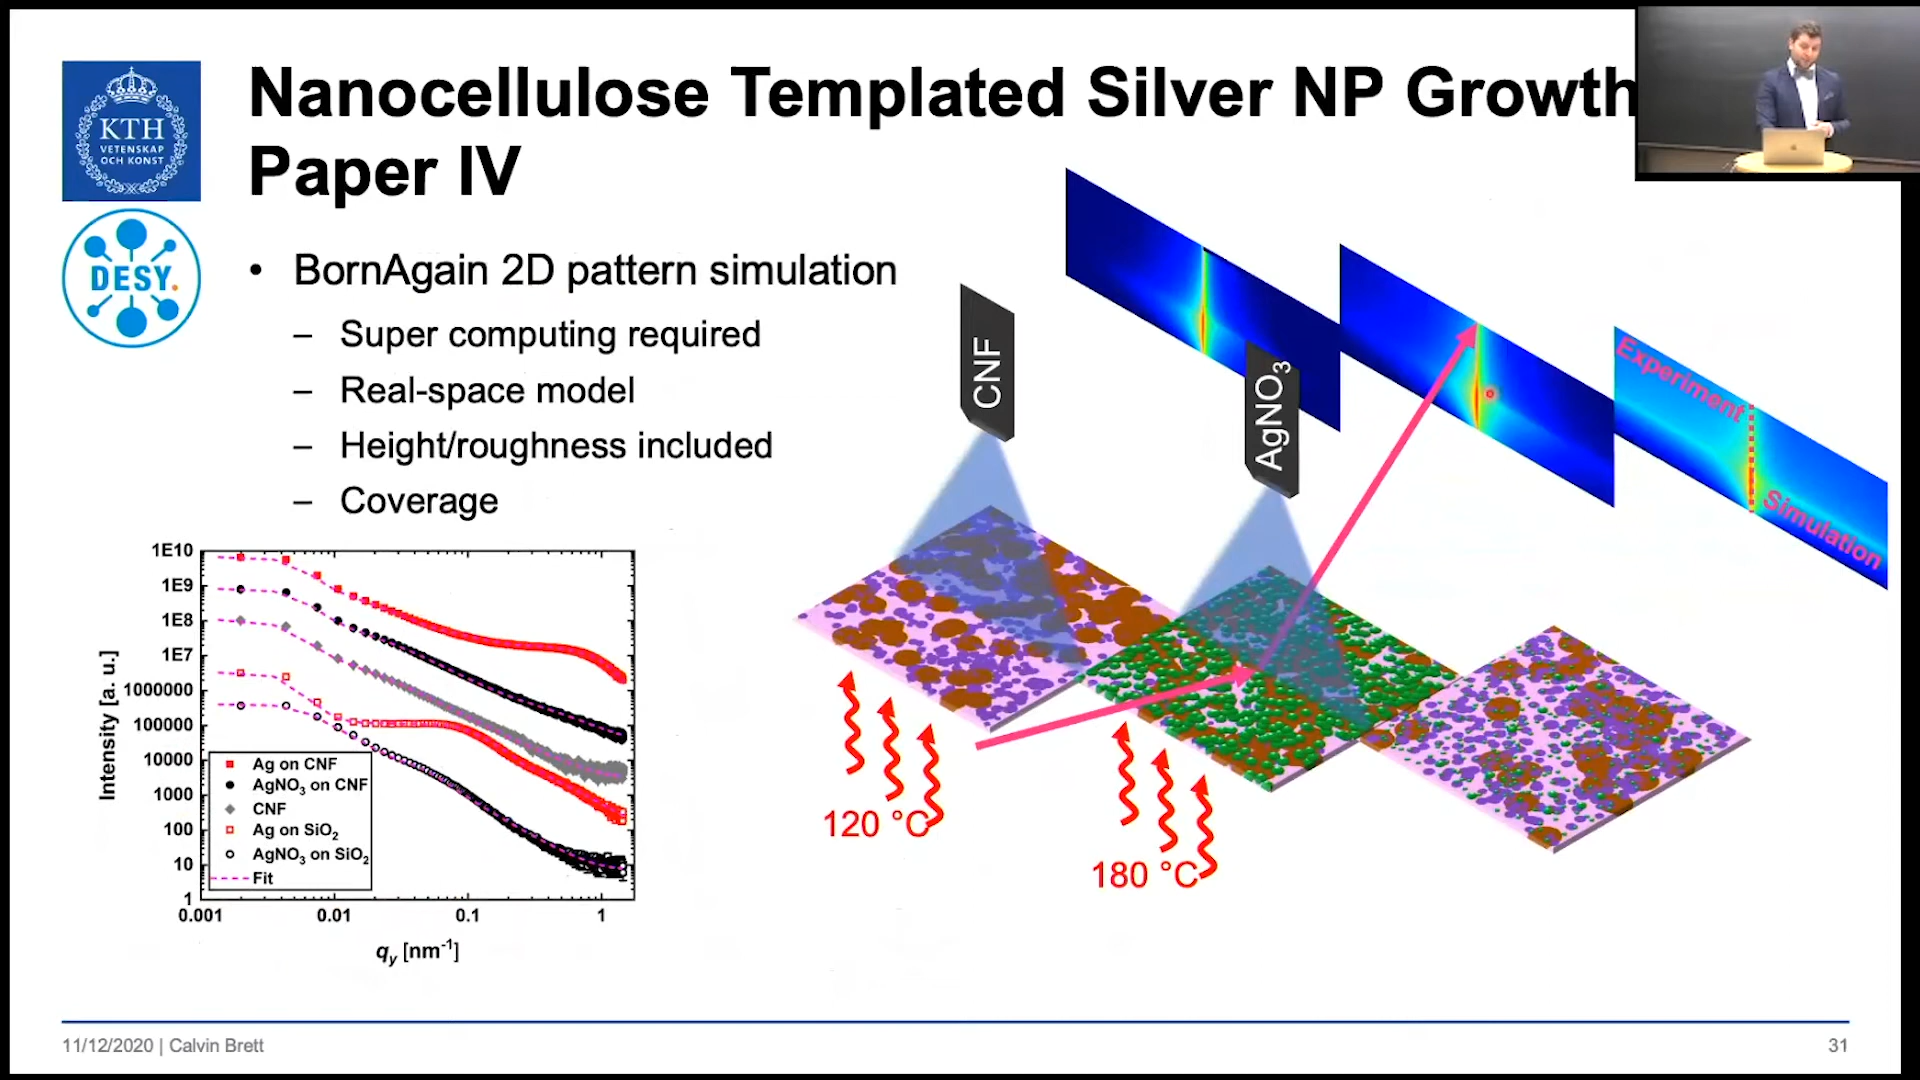 Nanocellulose Templated Silver NP Growth
Paper IV
KTH
VETENSKAP
OCH KONST
DESY.
• BornAgain 2D pattern simulation
– Super computing required
– Real-space model
– Height/roughness included
– Coverage
CNF
AgNO3
Experiment
Simulation
120 °C
180 °C
Intensity [a. u.]
1E10
1E9
1E8
1E7
1000000
100000
10000
1000
100
10
1
Ag on CNF
AgNO3 on CNF
CNF
Ag on SiO2
AgNO3 on SiO2
Fit
0.001 0.01 0.1 1
qy [nm-1]
11/12/2020 | Calvin Brett
31